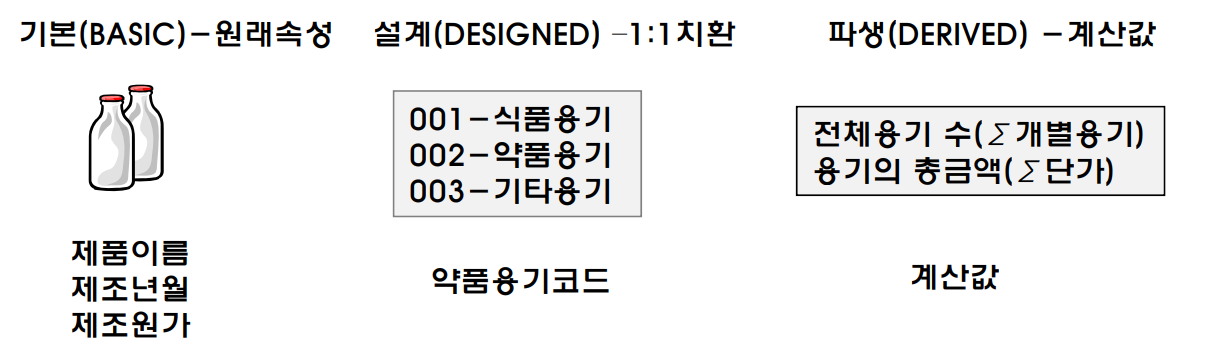 기본(BASIC)-원래속성
제품이름
제조년월
제조원가
설계(DESIGNED) -1:1치환
001-식품용기
002-약품용기
003-기타용기
약품용기코드
파생(DERIVED) -계산값
전체용기 수(∑개별용기)
용기의 총금액(∑단가)
계산값